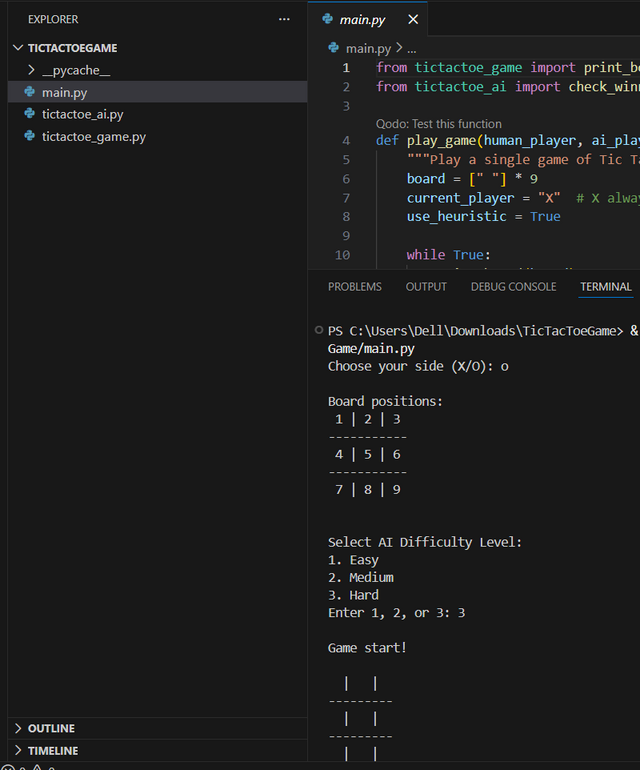 EXPLORER
TICTACTOEGAME
__pycache__
main.py
tictactoe_ai.py
tictactoe_game.py
OUTLINE
TIMELINE
main.py
main.py > ...
1 from tictactoe_game import print_bo
2 from tictactoe_ai import check_winn
3
Qodo: Test this function
4 def play_game(human_player, ai_play
5 """Play a single game of Tic Ta
6 board = [" "] * 9
7 current_player = "X" # X alway
8 use_heuristic = True
9
10 while True:
PROBLEMS OUTPUT DEBUG CONSOLE TERMINAL
PS C:\Users\Dell\Downloads\TicTacToeGame> &
Game/main.py
Choose your side (X/O): o
Board positions:
1 | 2 | 3
-----------
4 | 5 | 6
-----------
7 | 8 | 9
Select AI Difficulty Level:
1. Easy
2. Medium
3. Hard
Enter 1, 2, or 3: 3
Game start!
| |
---------
| |
---------
| |